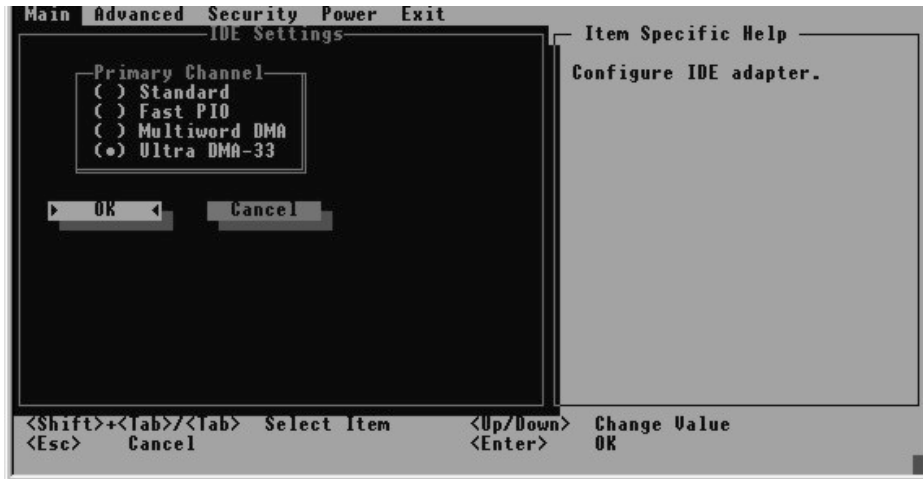 Main Advanced Security Power Exit
IDE Settings
Item Specific Help
Primary Channel
( ) Standard
( ) Fast PIO
( ) Multiword DMA
(•) Ultra DMA-33
Configure IDE adapter.
OK Cancel
<Shift>+<Tab>/<Tab> Select Item <Up/Down> Change Value
<Esc> Cancel <Enter> OK